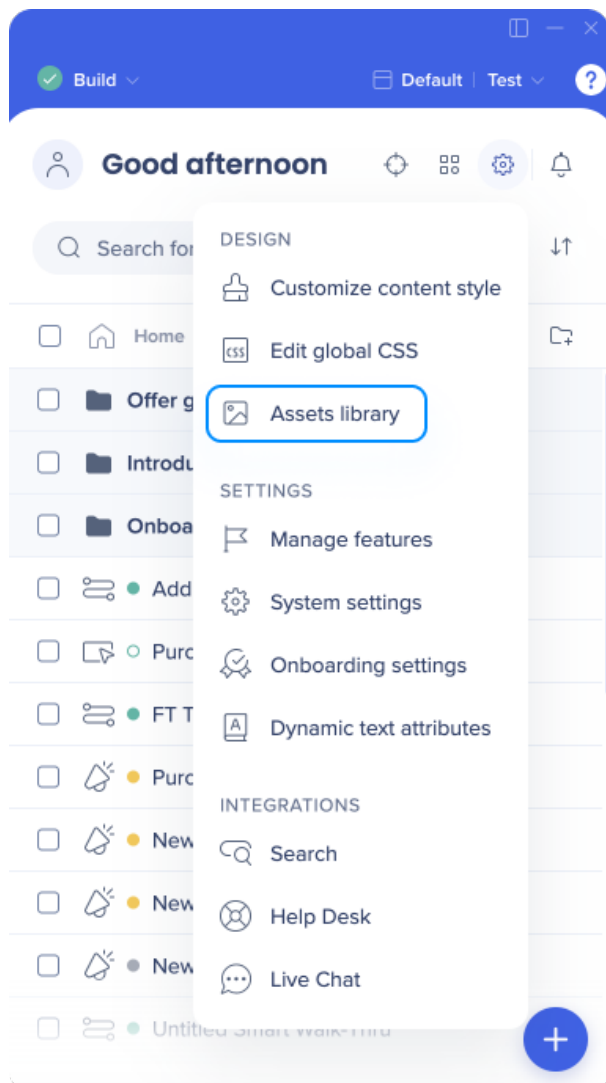 Build
Default | Test
?
Good afternoon
Search for
DESIGN
Customize content style
css Edit global CSS
Assets library
SETTINGS
Manage features
System settings
Onboarding settings
A Dynamic text attributes
INTEGRATIONS
Search
Help Desk
Live Chat
Home
Offer g
Introdu
Onboa
Add
Purc
FT T
Purc
New
New
New
Untitled Smart Walk-Thru